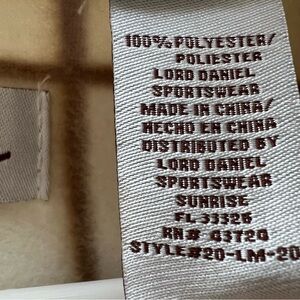 100% POLYESTER/
POLIESTER
LORD DANIEL
SPORTSWEAR
MADE IN CHINA/
HECHO EN CHINA
DISTRIBUTED BY
LORD DANIEL
SPORTSWEAR
SUNRISE
FL 33325
RN# 43720
STYLE#20-LM-20